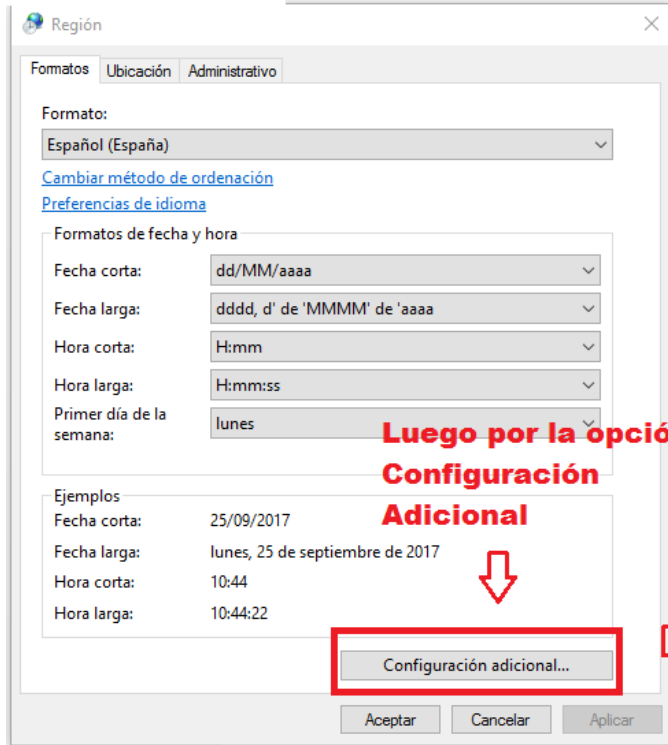 Región
Formatos Ubicación Administrativo
Formato:
Español (España)
Cambiar método de ordenación
Preferencias de idioma
Formatos de fecha y hora
Fecha corta: dd/MM/aaaa
Fecha larga: dddd, d' de 'MMMM' de 'aaaa
Hora corta: H:mm
Hora larga: H:mm:ss
Primer día de la semana: lunes
Luego por la opció
Configuración
Adicional
Ejemplos
Fecha corta: 25/09/2017
Fecha larga: lunes, 25 de septiembre de 2017
Hora corta: 10:44
Hora larga: 10:44:22
Configuración adicional...
Aceptar Cancelar Aplicar